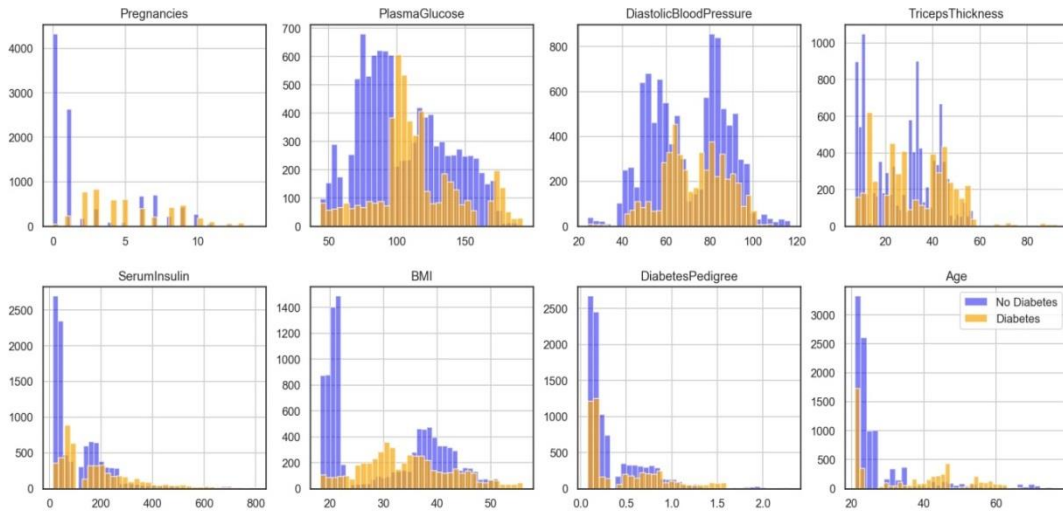 Pregnancies
4000
3000
2000
1000
0
0 5 10
PlasmaGlucose
700
600
500
400
300
200
100
0
50 100 150
DiastolicBloodPressure
800
600
400
200
0
20 40 60 80 100 120
TricepsThickness
1000
800
600
400
200
0
20 40 60 80
SerumInsulin
2500
2000
1500
1000
500
0
0 200 400 600 800
BMI
1400
1200
1000
800
600
400
200
0
20 30 40 50
DiabetesPedigree
2500
2000
1500
1000
500
0
0.0 0.5 1.0 1.5 2.0
Age
No Diabetes
Diabetes
3000
2500
2000
1500
1000
500
0
20 40 60